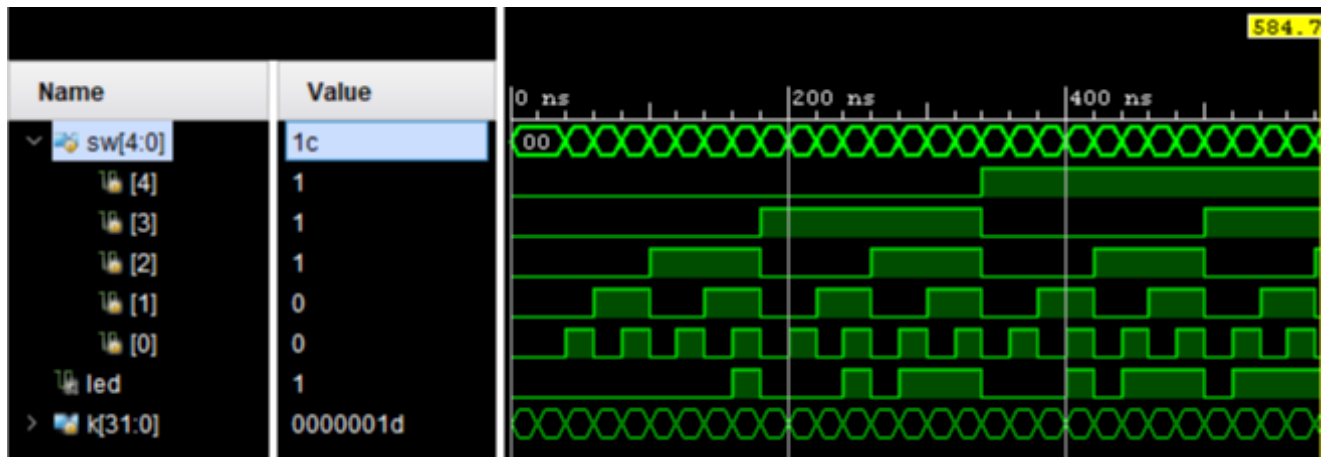 584.7
Name Value
0 ns 200 ns 400 ns
sw[4:0] 1c 00
[4] 1
[3] 1
[2] 1
[1] 0
[0] 0
led 1
k[31:0] 0000001d